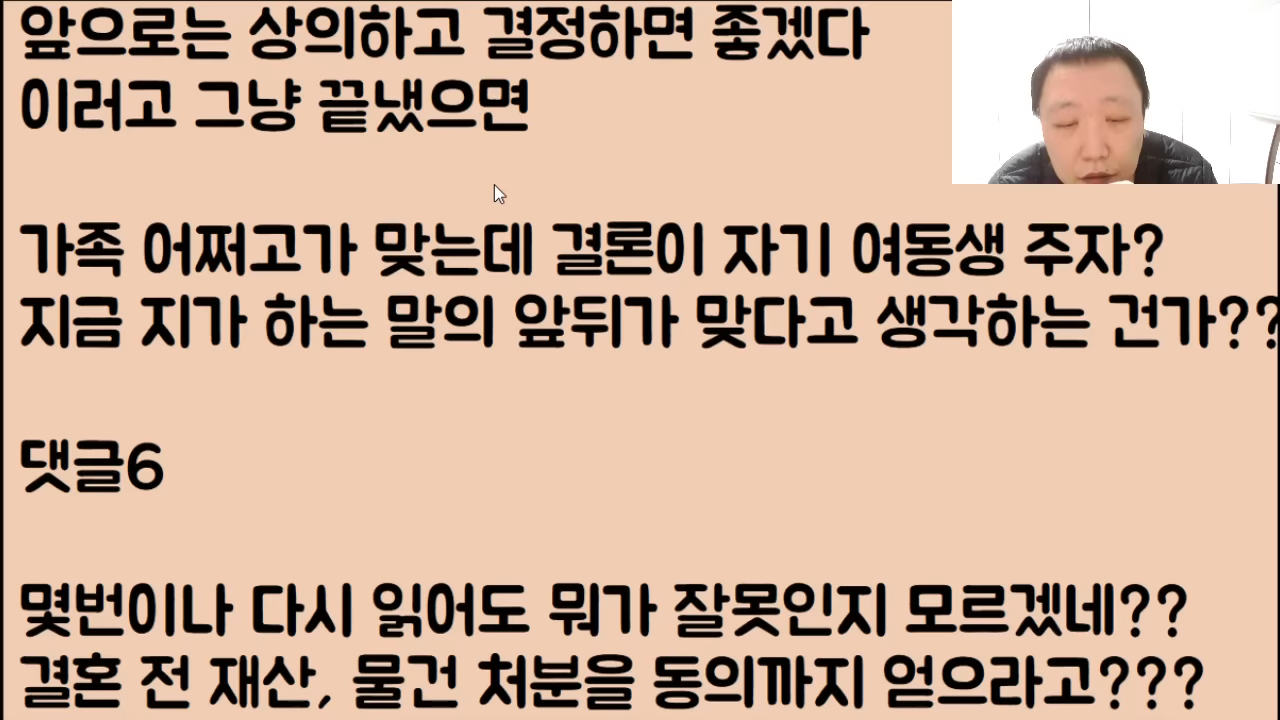 앞으로는 상의하고 결정하면 좋겠다
이러고 그냥 끝냈으면
가족 어쩌고가 맞는데 결론이 자기 여동생 주자?
지금 지가 하는 말의 앞뒤가 맞다고 생각하는 건가??
댓글6
몇번이나 다시 읽어도 뭐가 잘못인지 모르겠네??
결혼 전 재산, 물건 처분을 동의까지 얻으라고???